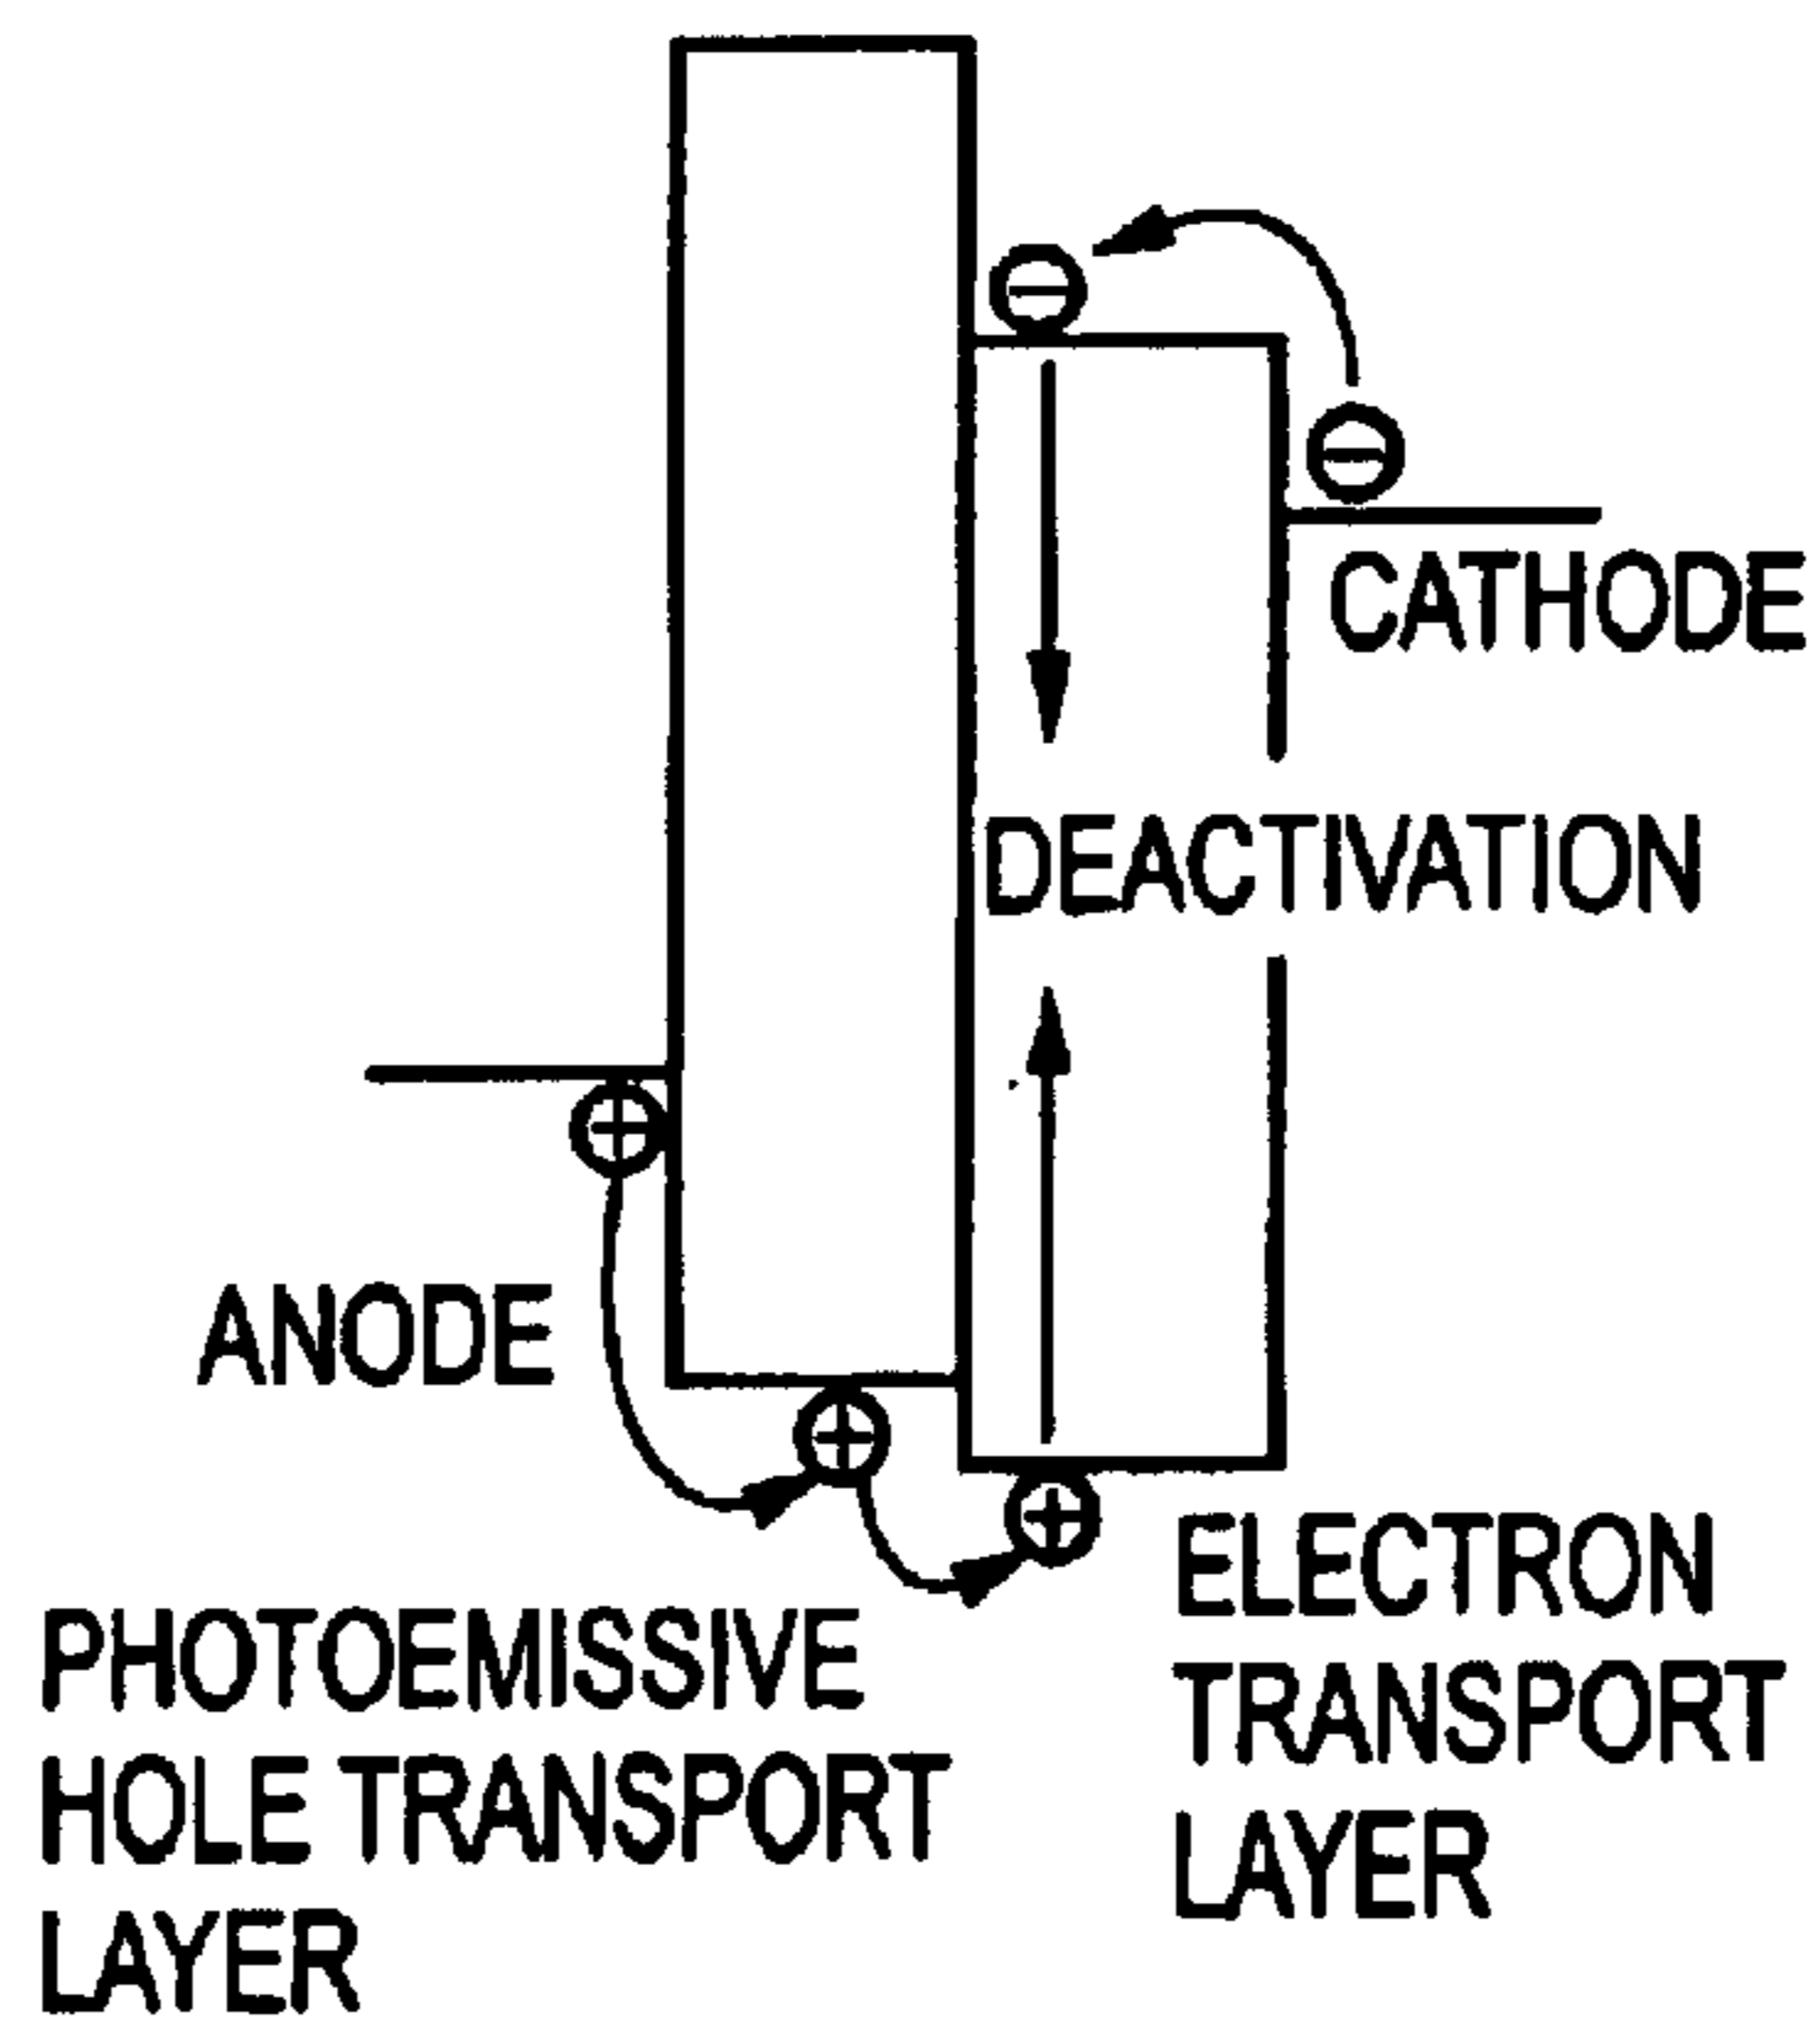 CATHODE
DEACTIVATION
ANODE
PHOTOEMISSIVE
HOLE TRANSPORT
LAYER
ELECTRON
TRANSPORT
LAYER